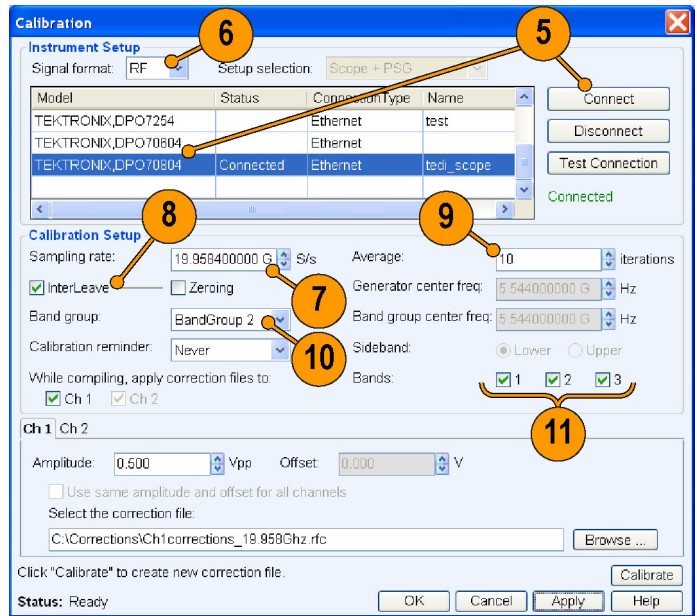 Calibration
6
5
Instrument Setup
Signal format: RF Setup selection: Scope + PSG
Model Status ConnectionType Name
TEKTRONIX,DPO7254 Ethernet test
TEKTRONIX,DPO70604 Ethernet
TEKTRONIX,DPO70804 Connected Ethernet tedi_scope
Connect
Disconnect
Test Connection
Connected
8
9
Calibration Setup
Sampling rate: 19.958400000 G S/s Average: 10 iterations
InterLeave Zeroing Generator center freq: 5.544000000 G Hz
7
Band group: BandGroup 2 Band group center freq: 5.544000000 G Hz
10
Calibration reminder: Never Sideband: Lower Upper
While compiling, apply correction files to: Bands: 1 2 3
Ch 1 Ch 2
11
Ch 1 Ch 2
Amplitude: 0.500 Vpp Offset: 0.000 V
Use same amplitude and offset for all channels
Select the correction file:
C:\Corrections\Ch1corrections_19.958Ghz.rfc Browse ...
Click "Calibrate" to create new correction file. Calibrate
Status: Ready OK Cancel Apply Help